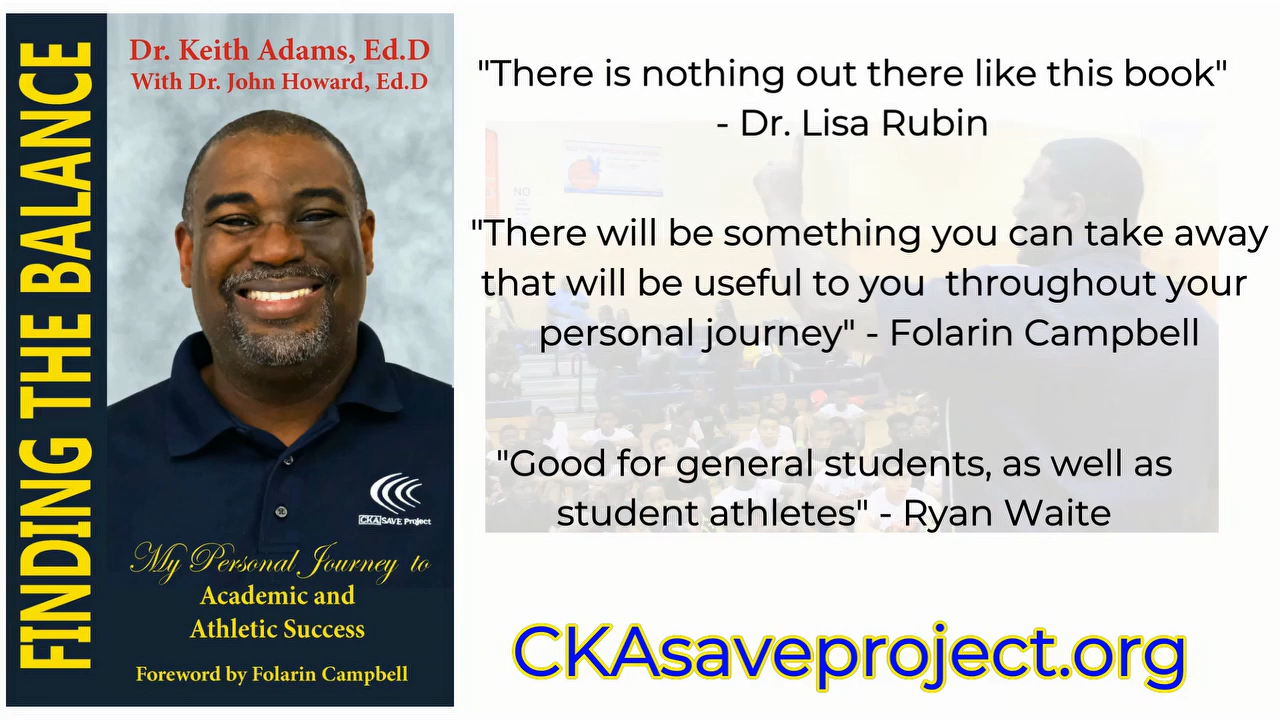 FINDING THE BALANCE
Dr. Keith Adams, Ed.D
With Dr. John Howard, Ed.D
CKA SAVE Project
My Personal Journey to
Academic and
Athletic Success
Foreword by Folarin Campbell
"There is nothing out there like this book"
- Dr. Lisa Rubin
NO
"There will be something you can take away
that will be useful to you throughout your
personal journey" - Folarin Campbell
"Good for general students, as well as
student athletes" - Ryan Waite
CKAsaveproject.org